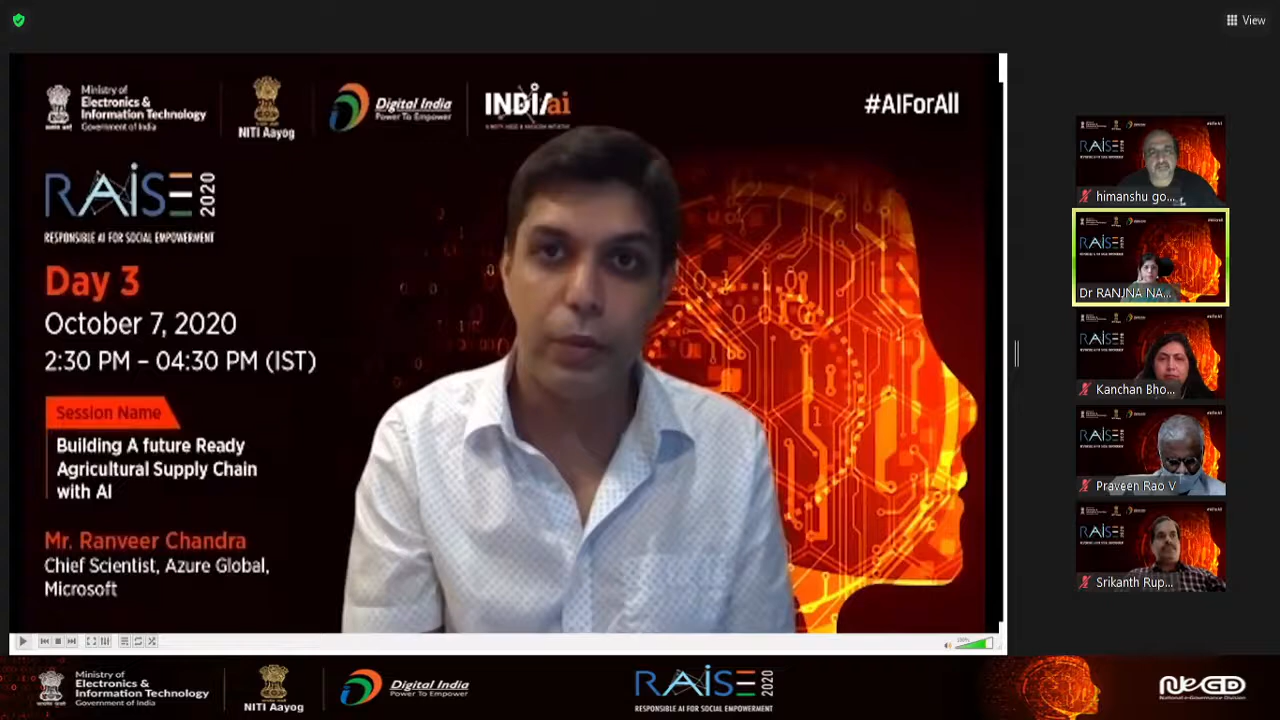 View
Ministry of
Electronics &
Information Technology
Government of India
NITI Aayog
Digital India
Power To Empower
INDIAai
#AIForAll
RAISE 2020
RESPONSIBLE AI FOR SOCIAL EMPOWERMENT
Day 3
October 7, 2020
2:30 PM – 04:30 PM (IST)
Session Name
Building A future Ready
Agricultural Supply Chain
with AI
Mr. Ranveer Chandra
Chief Scientist, Azure Global,
Microsoft
himanshu go...
Dr RANJNA NA...
Kanchan Bho...
Praveen Rao V
Srikanth Rup...
100%
Ministry of
Electronics &
Information Technology
Government of India
NITI Aayog
Digital India
Power To Empower
RAISE 2020
RESPONSIBLE AI FOR SOCIAL EMPOWERMENT
NeGD
National e-Governance Division